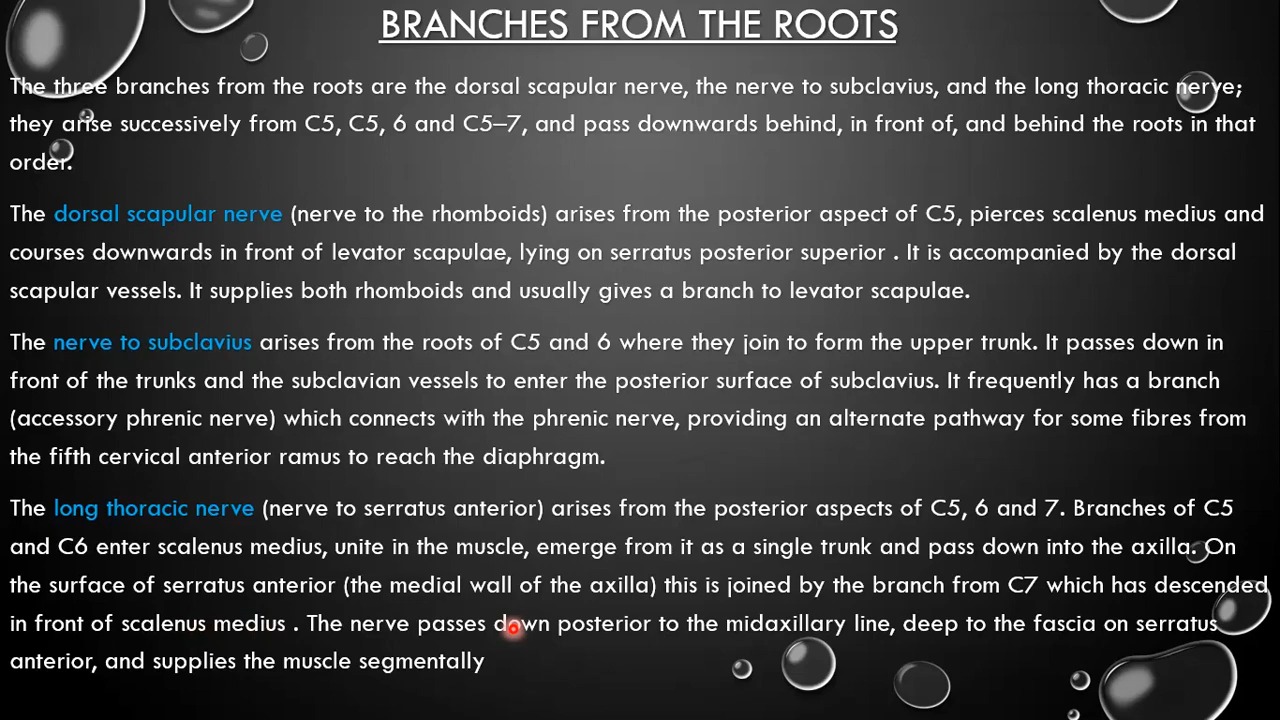 BRANCHES FROM THE ROOTS
The three branches from the roots are the dorsal scapular nerve, the nerve to subclavius, and the long thoracic nerve;
they arise successively from C5, C5, 6 and C5–7, and pass downwards behind, in front of, and behind the roots in that
order.
The dorsal scapular nerve (nerve to the rhomboids) arises from the posterior aspect of C5, pierces scalenus medius and
courses downwards in front of levator scapulae, lying on serratus posterior superior . It is accompanied by the dorsal
scapular vessels. It supplies both rhomboids and usually gives a branch to levator scapulae.
The nerve to subclavius arises from the roots of C5 and 6 where they join to form the upper trunk. It passes down in
front of the trunks and the subclavian vessels to enter the posterior surface of subclavius. It frequently has a branch
(accessory phrenic nerve) which connects with the phrenic nerve, providing an alternate pathway for some fibres from
the fifth cervical anterior ramus to reach the diaphragm.
The long thoracic nerve (nerve to serratus anterior) arises from the posterior aspects of C5, 6 and 7. Branches of C5
and C6 enter scalenus medius, unite in the muscle, emerge from it as a single trunk and pass down into the axilla. On
the surface of serratus anterior (the medial wall of the axilla) this is joined by the branch from C7 which has descended
in front of scalenus medius . The nerve passes down posterior to the midaxillary line, deep to the fascia on serratus
anterior, and supplies the muscle segmentally